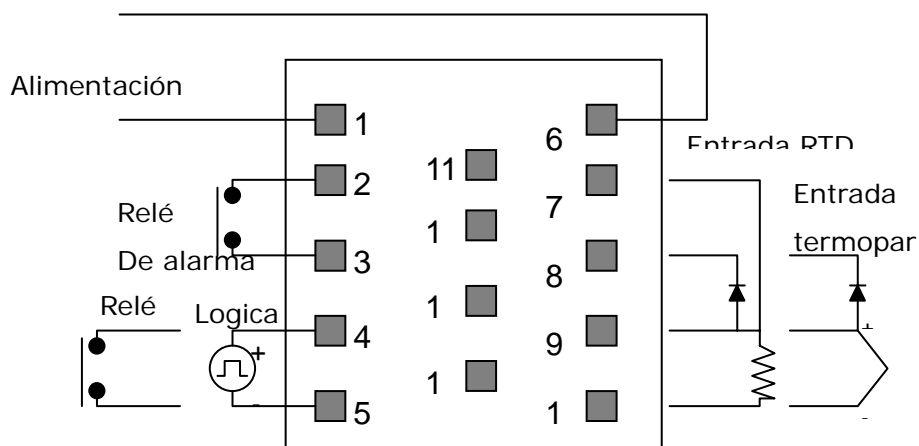 Alimentación
1
6
Entrada RTD
2
11
7
Entrada
termopar
Relé
De alarma
1
3
8
Relé
Logica
1
4
9
+
+
1
5
1
-
-